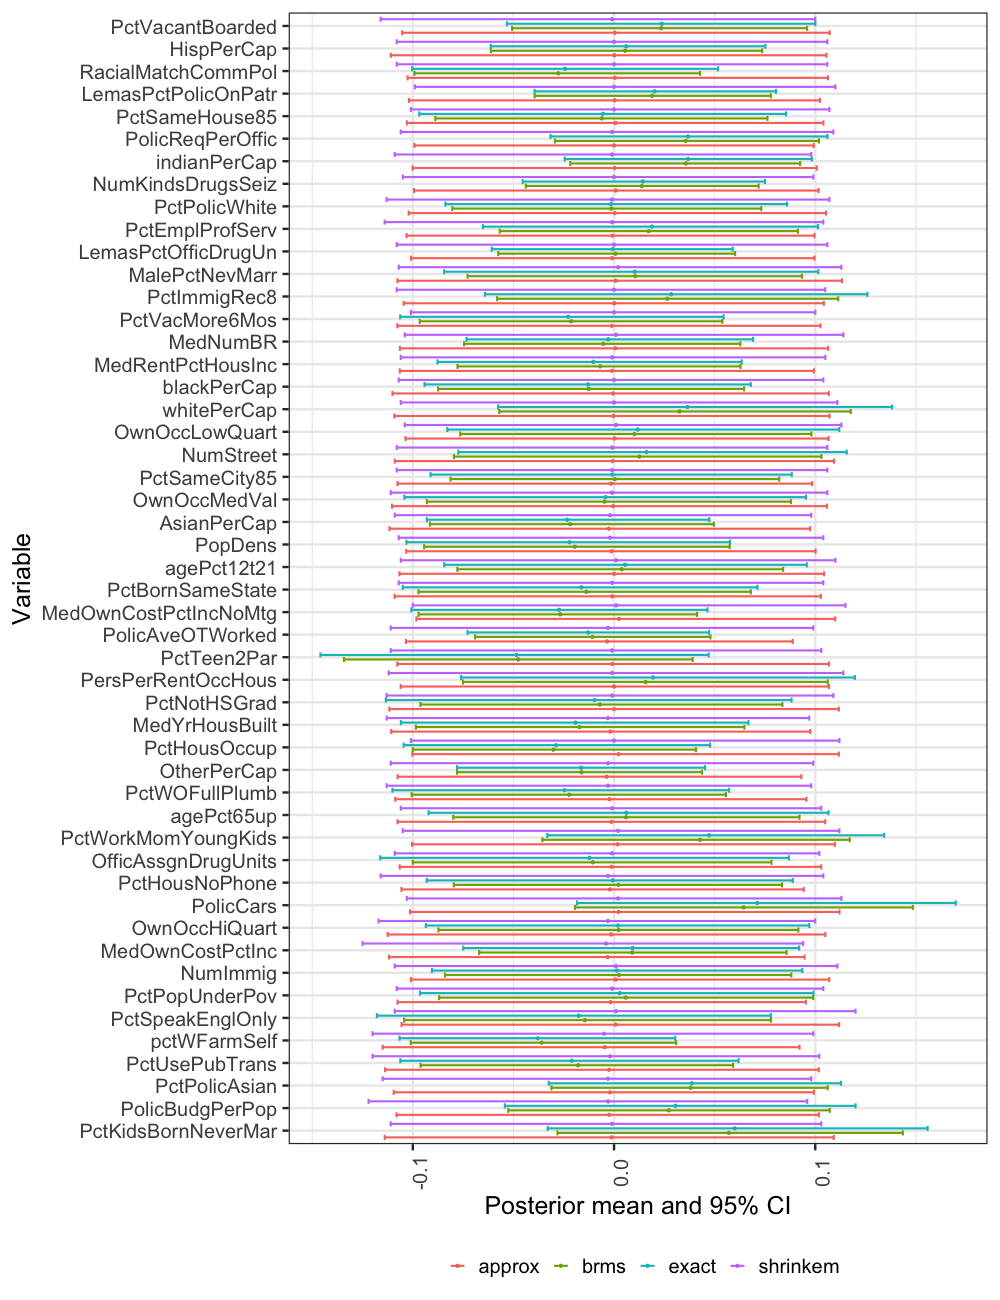 PctVacantBoarded
HispPerCap
RacialMatchCommPol
LemasPctPolicOnPatr
PctSameHouse85
PolicReqPerOffic
indianPerCap
NumKindsDrugsSeiz
PctPolicWhite
PctEmplProfServ
LemasPctOfficDrugUn
MalePctNevMarr
PctImmigRec8
PctVacMore6Mos
MedNumBR
MedRentPctHousInc
blackPerCap
whitePerCap
OwnOccLowQuart
NumStreet
PctSameCity85
OwnOccMedVal
AsianPerCap
PopDens
agePct12t21
PctBornSameState
MedOwnCostPctIncNoMtg
PolicAveOTWorked
PctTeen2Par
PersPerRentOccHous
PctNotHSGrad
MedYrHousBuilt
PctHousOccup
OtherPerCap
PctWOFullPlumb
agePct65up
PctWorkMomYoungKids
OfficAssgnDrugUnits
PctHousNoPhone
PolicCars
OwnOccHiQuart
MedOwnCostPctInc
NumImmig
PctPopUnderPov
PctSpeakEnglOnly
pctWFarmSelf
PctUsePubTrans
PctPolicAsian
PolicBudgPerPop
PctKidsBornNeverMar
Variable
-0.1 0.0 0.1
Posterior mean and 95% CI
approx brms exact shrinkem